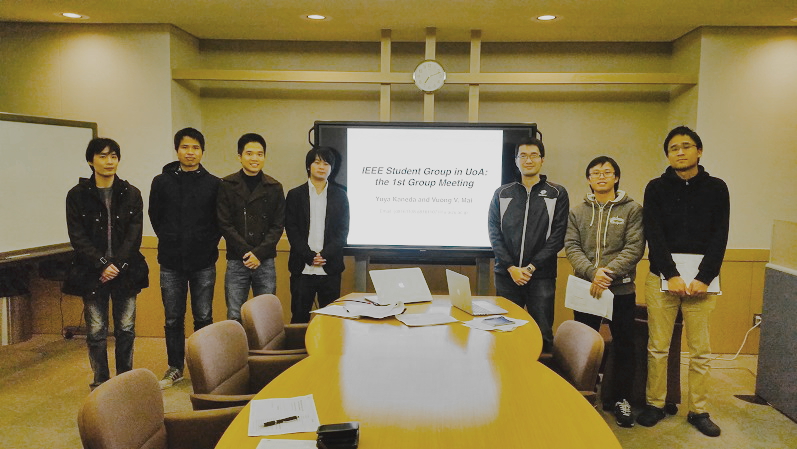 IEEE Student Group in UoA:
the 1st Group Meeting
Yuya Kaneda and Vuong V. Mai